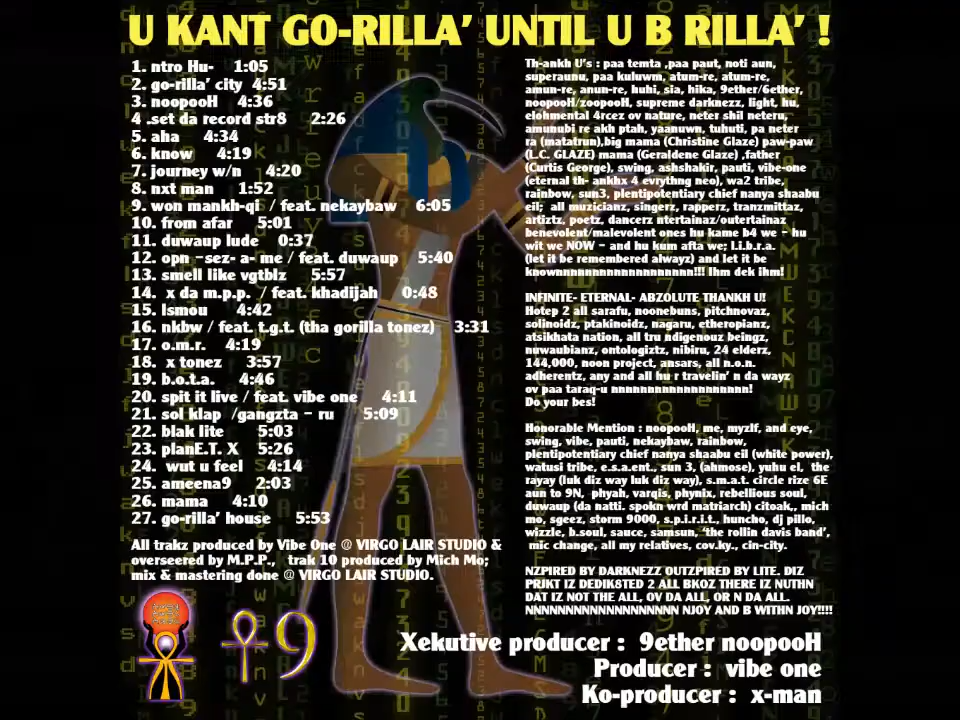 U KANT GO-RILLA' UNTIL U B RILLA' !
1. ntro Hu- 1:05
2. go-rilla' city 4:51
3. noopooH 4:36
4 .set da record str8 2:26
5. aha 4:34
6. know 4:19
7. journey w/n 4:20
8. nxt man 1:52
9. won mankh-qi / feat. nekaybaw 6:05
10. from afar 5:01
11. duwaup lude 0:37
12. opn -sez- a- me / feat. duwaup 5:40
13. smell like vgtblz 5:57
14. x da m.p.p. / feat. khadijah 0:48
15. Ismou 4:42
16. nkbw / feat. t.g.t. (tha gorilla tonez) 3:31
17. o.m.r. 4:19
18. x tonez 3:57
19. b.o.t.a. 4:46
20. spit it live / feat. vibe one 4:11
21. sol klap /gangzta - ru 5:09
22. blak lite 5:03
23. planE.T. X 5:26
24. wut u feel 4:14
25. ameena9 2:03
26. mama 4:10
27. go-rilla' house 5:53
All trakz produced by Vibe One @ VIRGO LAIR STUDIO &
overseered by M.P.P., trak 10 produced by Mich Mo;
mix & mastering done @ VIRGO LAIR STUDIO.
9
Th-ankh U's : paa temta ,paa paut, noti aun,
superaunu, paa kuluwm, atum-re, atum-re,
amun-re, anun-re, huhi, sia, hika, 9ether/6ether,
noopooH/zoopooH, supreme darknezz, light, hu,
elohmental 4rcez ov nature, neter shil neteru,
amunubi re akh ptah, yaanuwn, tuhuti, pa neter
ra (matatrun),big mama (Christine Glaze) paw-paw
(L.C. GLAZE) mama (Geraldene Glaze) ,father
(Curtis George), swing, ashshakir, pauti, vibe-one
(eternal th- ankhx 4 evrythng neo), wa2 tribe,
rainbow, sun3, plentipotentiary chief nanya shaabu
eil; all muzicianz, singerz, rapperz, tranzmittaz,
artiztz, poetz, dancerz ntertainaz/outertainaz
benevolent/malevolent ones hu kame b4 we - hu
wit we NOW - and hu kum afta we; l.i.b.r.a.
(let it be remembered alwayz) and let it be
knownnnnnnnnnnnnnnnnnnnnn!!! Ihm dek ihm!
INFINITE- ETERNAL- ABZOLUTE THANKH U!
Hotep 2 all sarafu, noonebuns, pitchnovaz,
solinoidz, ptakinoidz, nagaru, etheropianz,
atsikhata nation, all tru ndigenouz beingz,
nuwaubianz, ontologiztz, nibiru, 24 elderz,
144,000, noon project, ansars, all n.o.n.
adherentz, any and all hu r travelin' n da wayz
ov paa taraq-u nnnnnnnnnnnnnnnnnn!
Do your bes!
Honorable Mention : noopooH, me, myzlf, and eye,
swing, vibe, pauti, nekaybaw, rainbow,
plentipotentiary chief nanya shaabu eil (white power),
watusi tribe, e.s.a.ent., sun 3, (ahmose), yuhu el, the
rayay (luk diz way luk diz way), s.m.a.t. circle rize 6E
aun to 9N, phyah, varqis, phynix, rebellious soul,
duwaup (da natti. spokn wrd matriarch) citoak,, mich
mo, sgeez, storm 9000, s.p.i.r.i.t., huncho, dj pillo,
wizzle, b.soul, sauce, samsun, 'the rollin davis band',
mic change, all my relatives, cov.ky., cin-city.
NZPIRED BY DARKNEZZ OUTZPIRED BY LITE. DIZ
PRJKT IZ DEDIK8TED 2 ALL BKOZ THERE IZ NUTHN
DAT IZ NOT THE ALL, OV DA ALL, OR N DA ALL.
NNNNNNNNNNNNNNNNNNN NJOY AND B WITHN JOY!!!!
Xekutive producer : 9ether noopooH
Producer : vibe one
Ko-producer : x-man